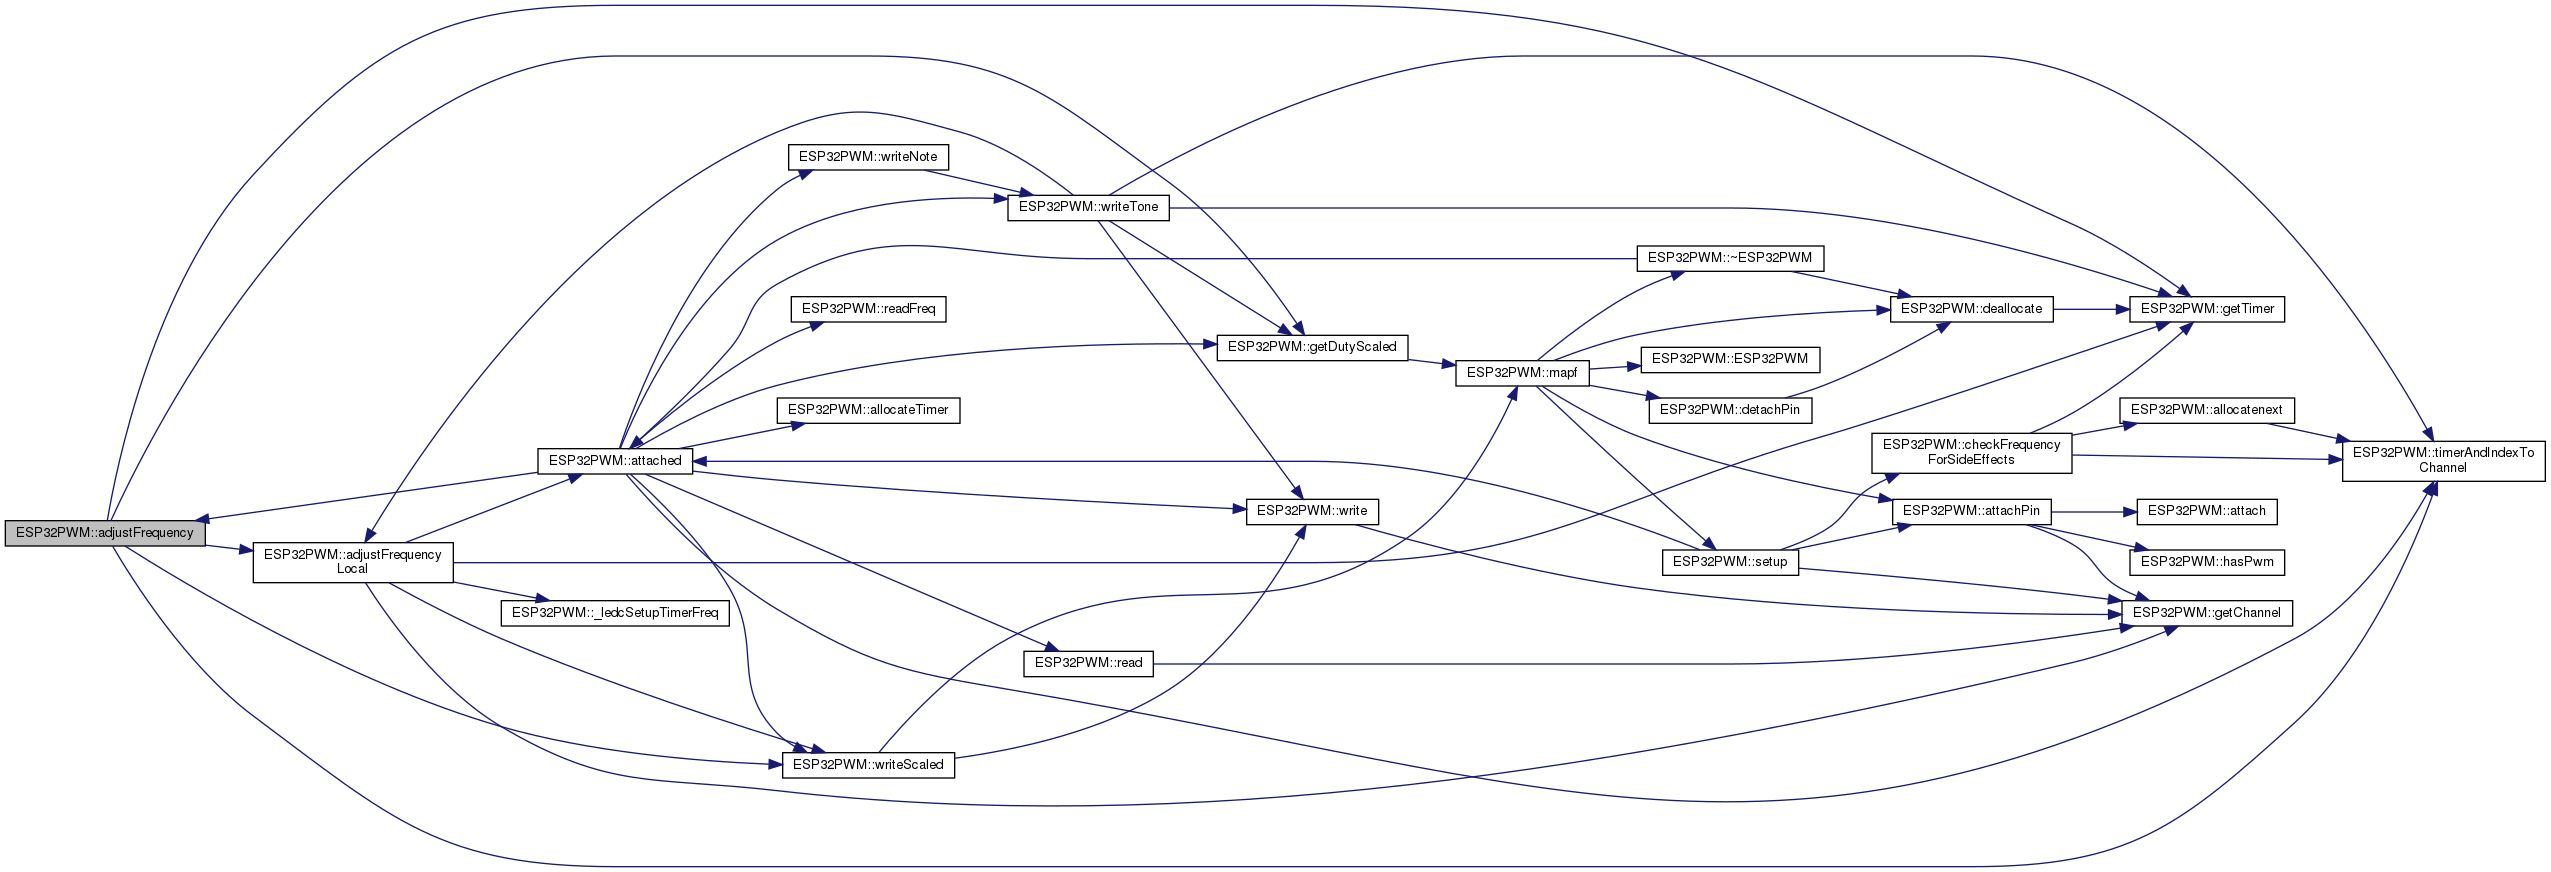 ESP32PWM::adjustFrequency
ESP32PWM::adjustFrequency
Local
ESP32PWM::attached
ESP32PWM::_ledcSetupTimerFreq
ESP32PWM::writeNote
ESP32PWM::readFreq
ESP32PWM::allocateTimer
ESP32PWM::writeScaled
ESP32PWM::writeTone
ESP32PWM::read
ESP32PWM::getDutyScaled
ESP32PWM::write
ESP32PWM::mapf
ESP32PWM::~ESP32PWM
ESP32PWM::ESP32PWM
ESP32PWM::detachPin
ESP32PWM::setup
ESP32PWM::deallocate
ESP32PWM::checkFrequency
ForSideEffects
ESP32PWM::attachPin
ESP32PWM::getTimer
ESP32PWM::allocatenext
ESP32PWM::attach
ESP32PWM::hasPwm
ESP32PWM::getChannel
ESP32PWM::timerAndIndexTo
Channel